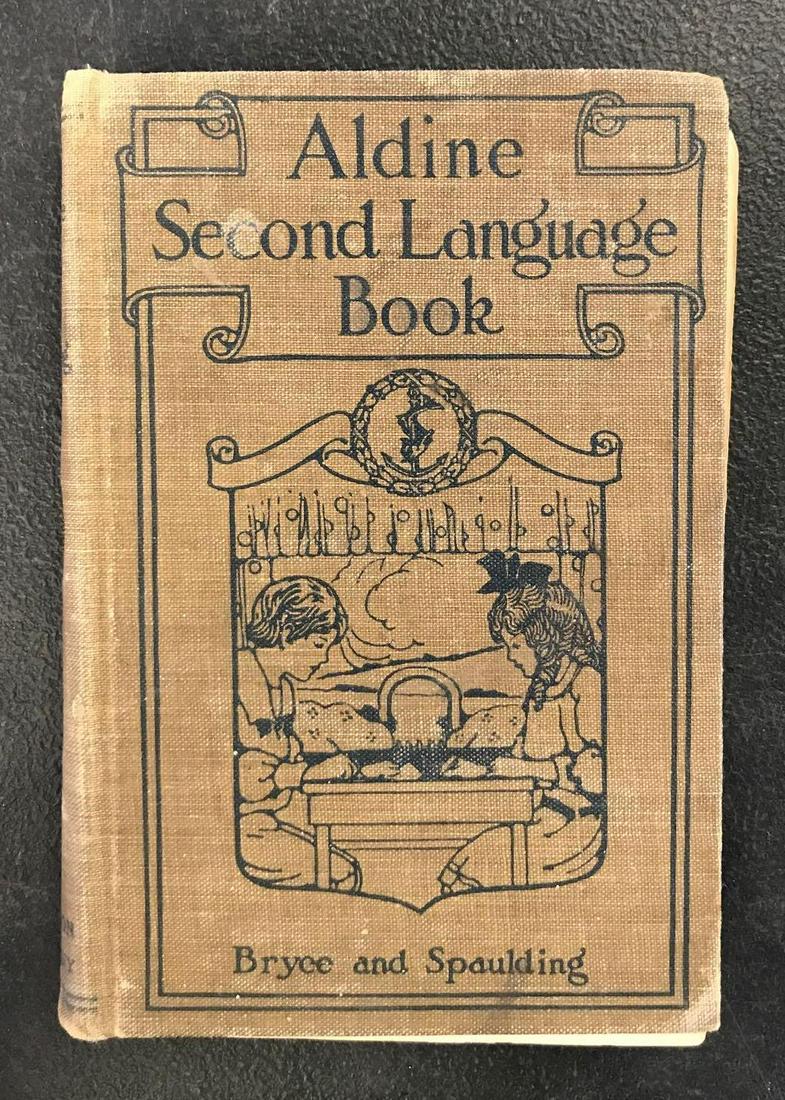 Aldine
Second Language
Book
Bryce and Spaulding